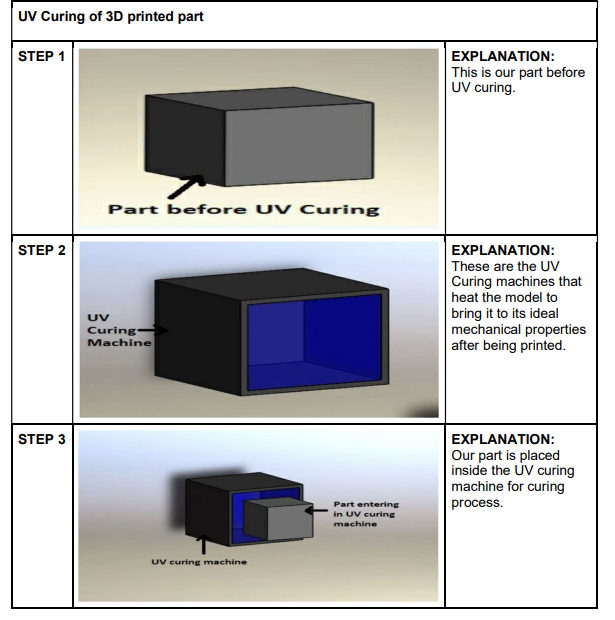 UV Curing of 3D printed part
STEP 1
Part before UV Curing
EXPLANATION:
This is our part before
UV curing.
STEP 2
UV
Curing
Machine
EXPLANATION:
These are the UV
Curing machines that
heat the model to
bring it to its ideal
mechanical properties
after being printed.
STEP 3
Part entering
in UV curing
machine
UV curing machine
EXPLANATION:
Our part is placed
inside the UV curing
machine for curing
process.